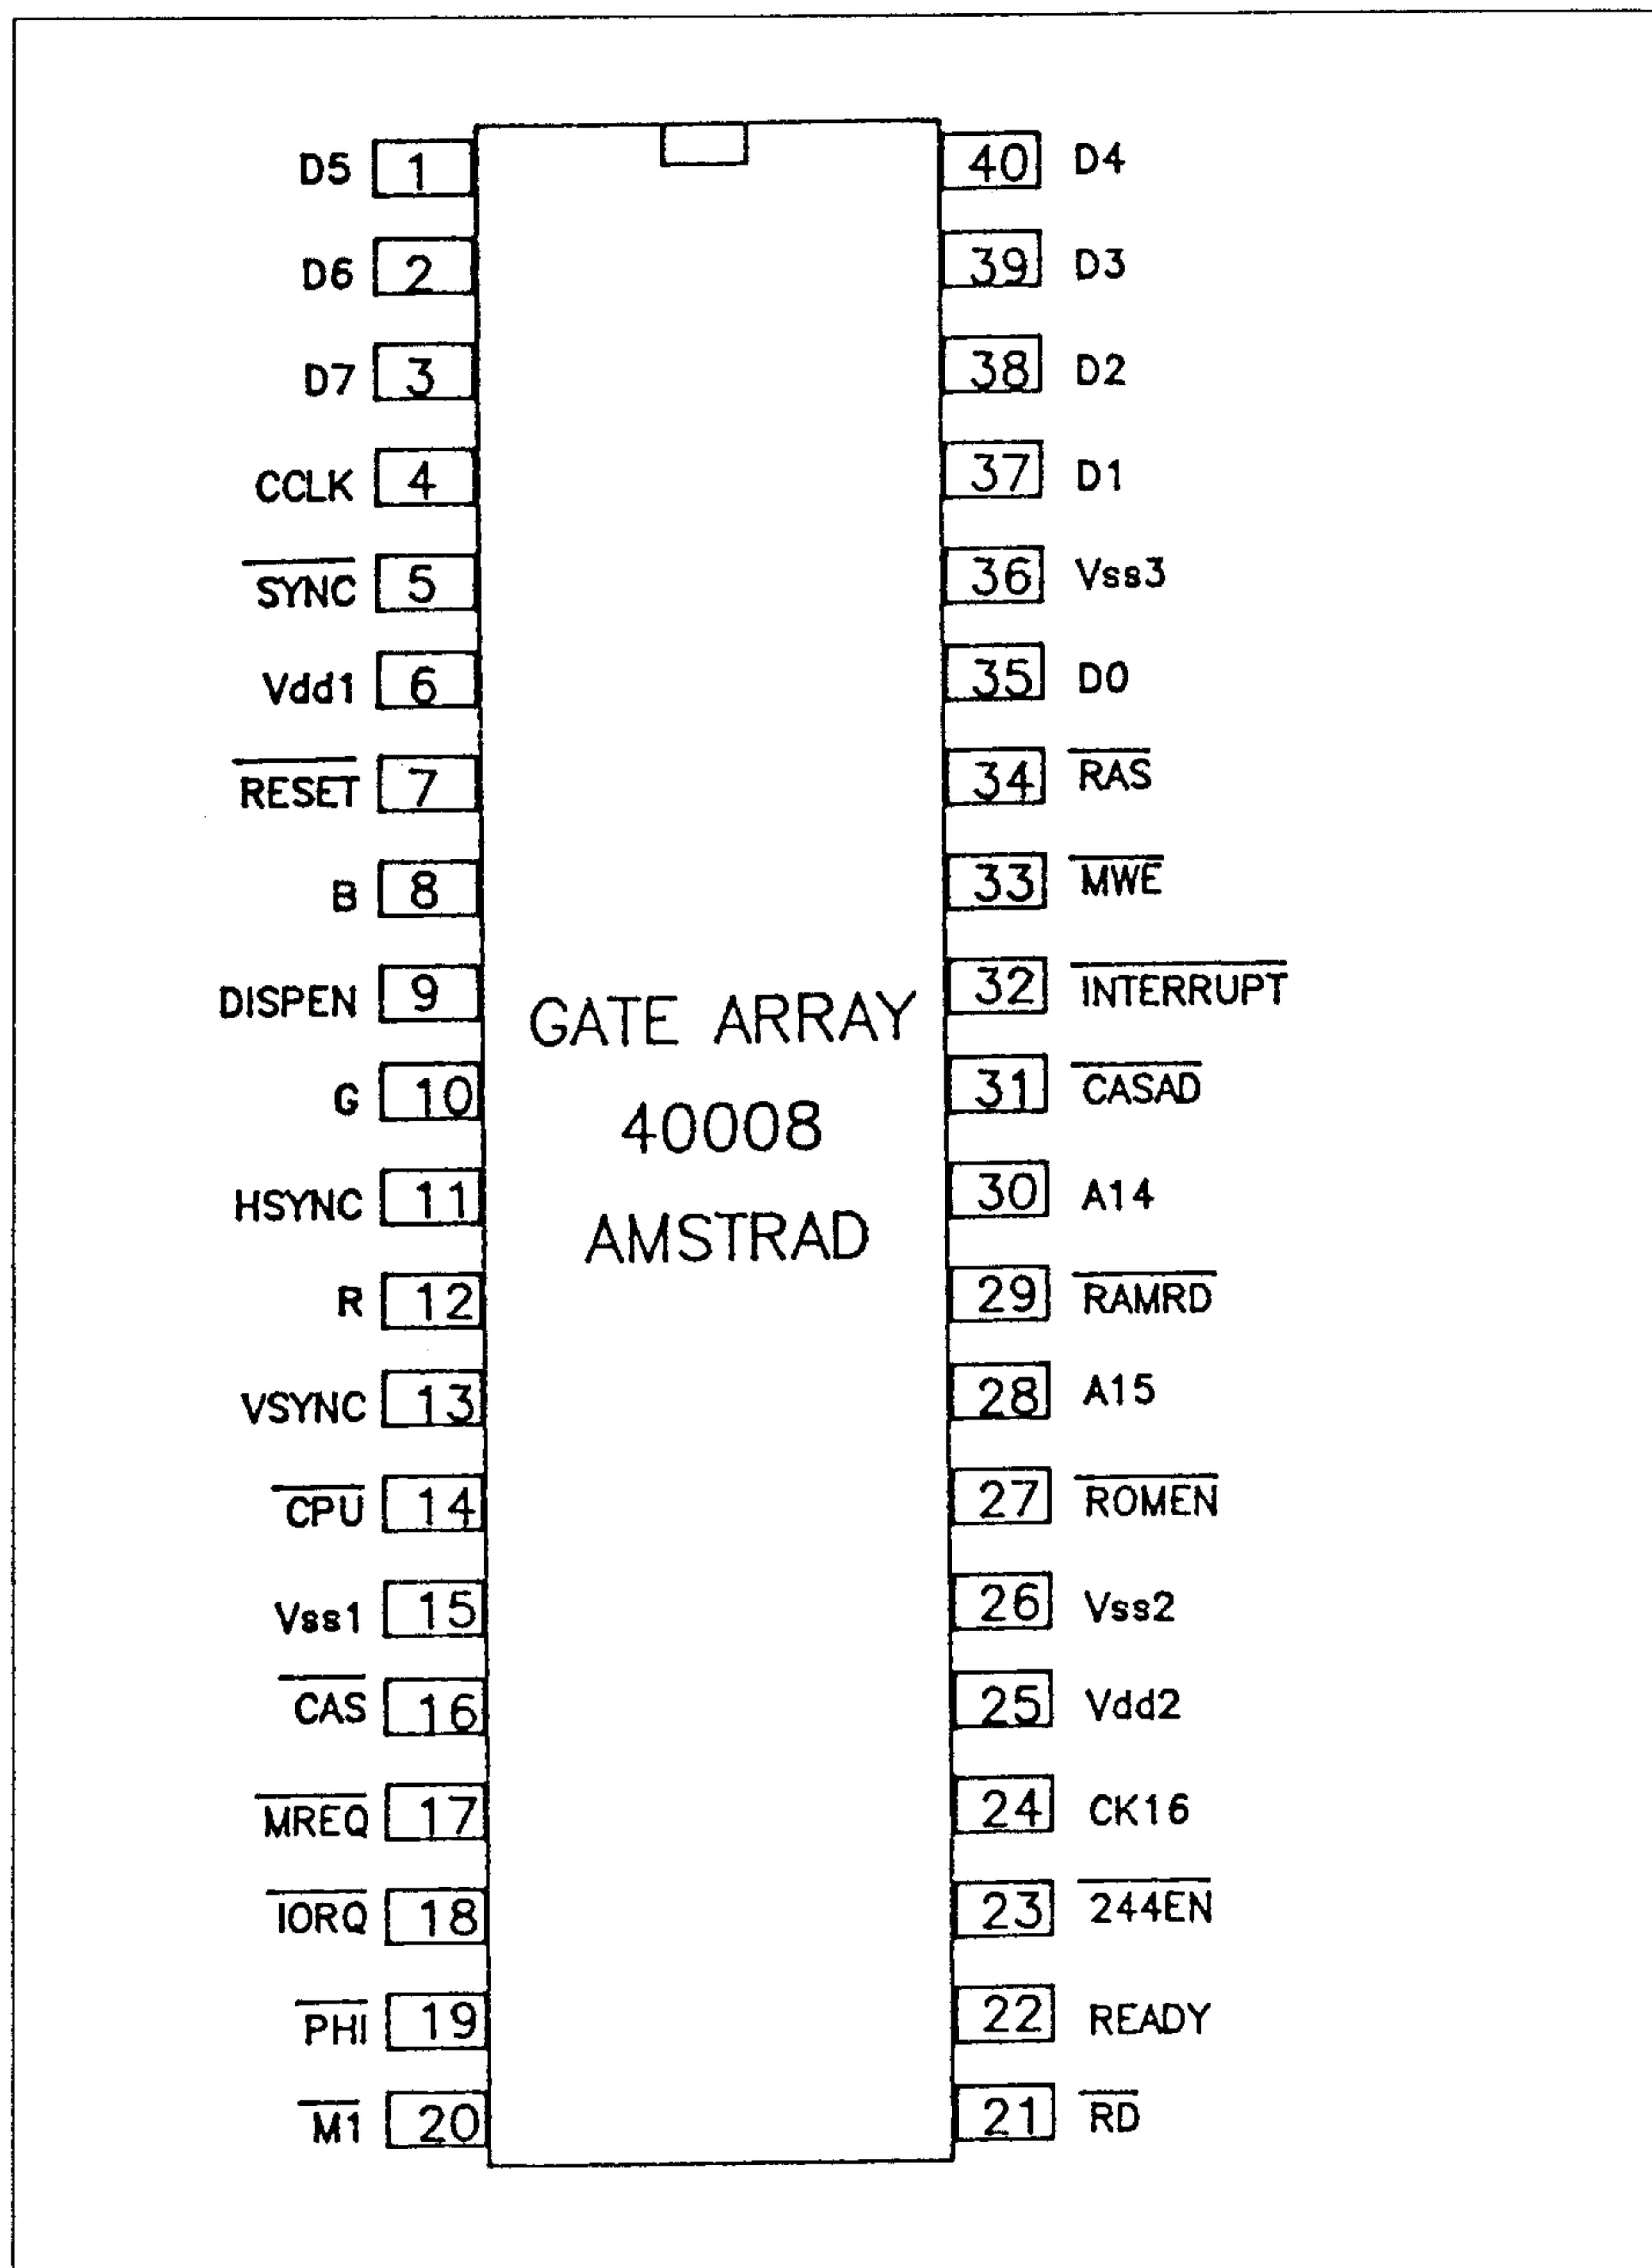 D5 1 40 D4
D6 2 39 D3
D7 3 38 D2
CCLK 4 37 D1
SYNC 5 36 Vss3
Vdd1 6 35 D0
RESET 7 34 RAS
B 8 33 MWE
DISPEN 9 32 INTERRUPT
GATE ARRAY
G 10 31 CASAD
40008
HSYNC 11 30 A14
AMSTRAD
R 12 29 RAMRD
VSYNC 13 28 A15
CPU 14 27 ROMEN
Vss1 15 26 Vss2
CAS 16 25 Vdd2
MREQ 17 24 CK16
IORQ 18 23 244EN
PHI 19 22 READY
M1 20 21 RD